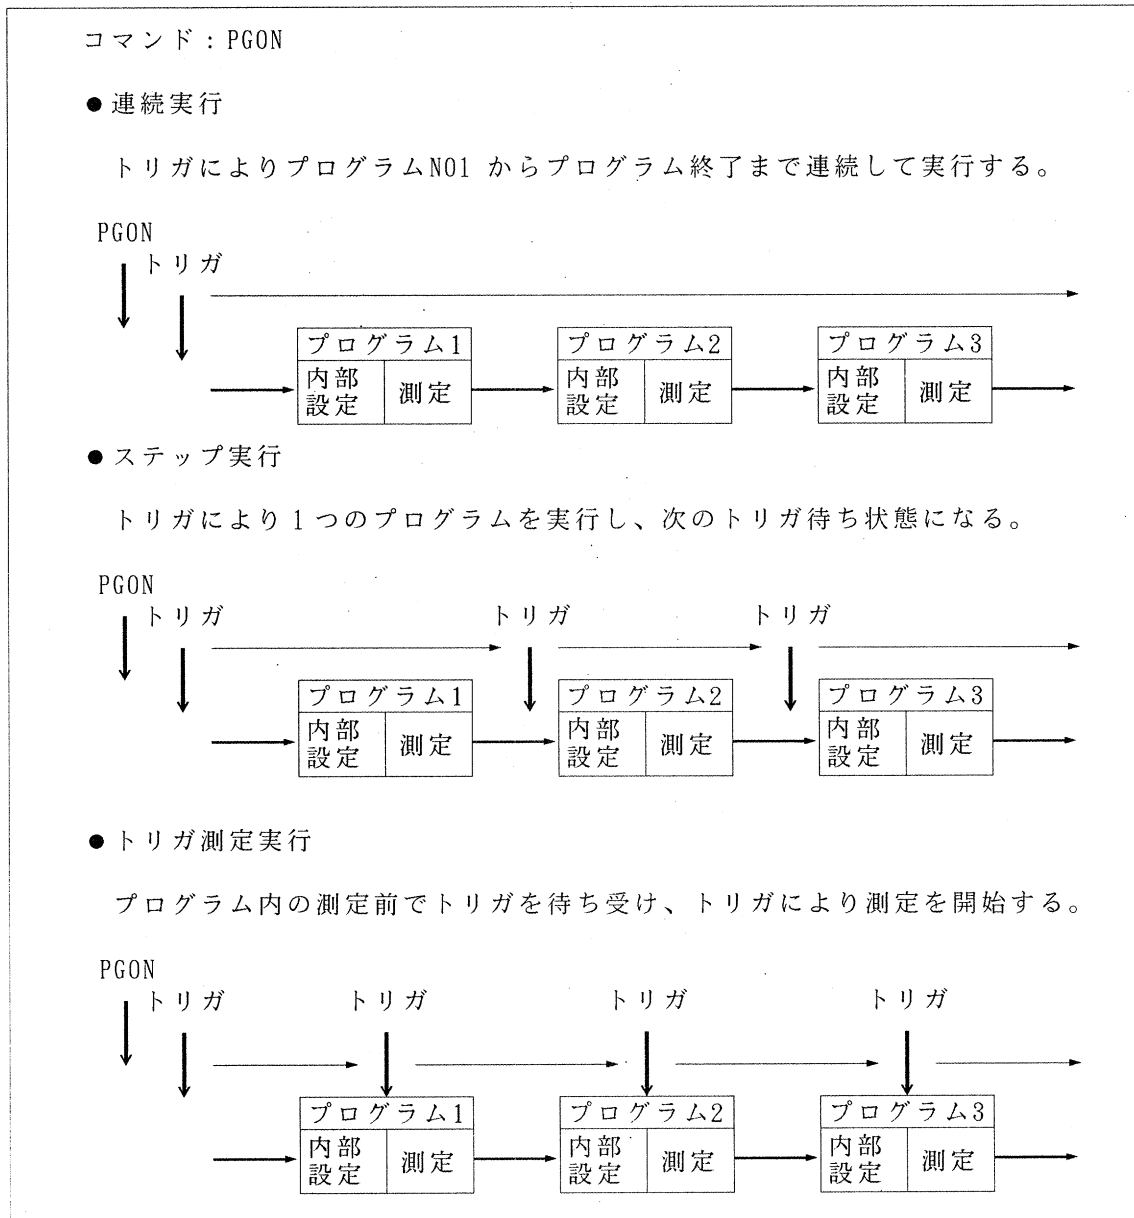 コマンド：PGON
●連続実行
トリガによりプログラムNO1 からプログラム終了まで連続して実行する。
PGON
トリガ
プログラム1 プログラム2 プログラム3
内部設定 測定 内部設定 測定 内部設定 測定
●ステップ実行
トリガにより１つのプログラムを実行し、次のトリガ待ち状態になる。
PGON
トリガ トリガ トリガ
プログラム1 プログラム2 プログラム3
内部設定 測定 内部設定 測定 内部設定 測定
●トリガ測定実行
プログラム内の測定前でトリガを待ち受け、トリガにより測定を開始する。
PGON
トリガ トリガ トリガ トリガ
プログラム1 プログラム2 プログラム3
内部設定 測定 内部設定 測定 内部設定 測定